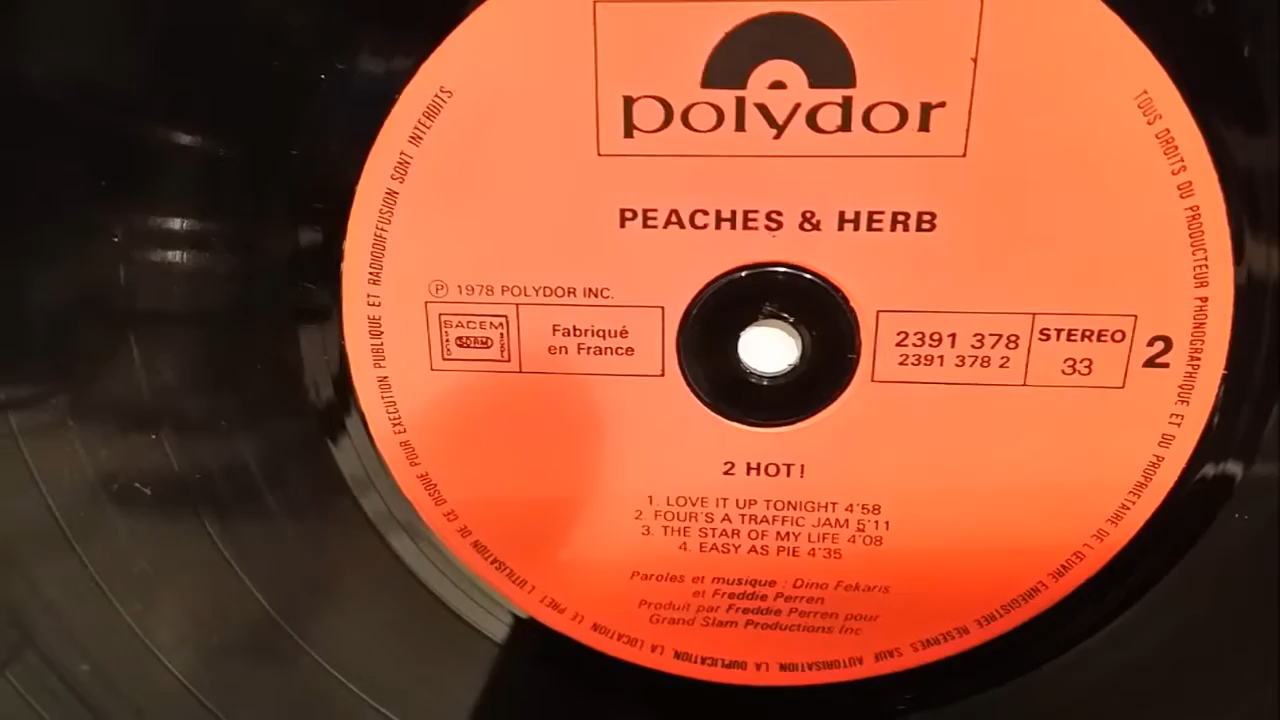 polydor
PEACHES & HERB
℗ 1978 POLYDOR INC.
SACEM
SACD SDRM SGDL
Fabriqué
en France
2391 378
2391 378 2
STEREO
33
2
2 HOT!
1. LOVE IT UP TONIGHT 4'58
2. FOUR'S A TRAFFIC JAM 5'11
3. THE STAR OF MY LIFE 4'08
4. EASY AS PIE 4'35
Paroles et musique : Dino Fekaris
et Freddie Perren
Produit par Freddie Perren pour
Grand Slam Productions Inc
TOUS DROITS DU PRODUCTEUR PHONOGRAPHIQUE ET DU PROPRIETAIRE DE L'ŒUVRE ENREGISTREE RESERVES SAUF AUTORISATION, LA DUPLICATION, LA LOCATION, LE PRET L'UTILISATION DE CE DISQUE POUR EXECUTION PUBLIQUE ET RADIODIFFUSION SONT INTERDITS